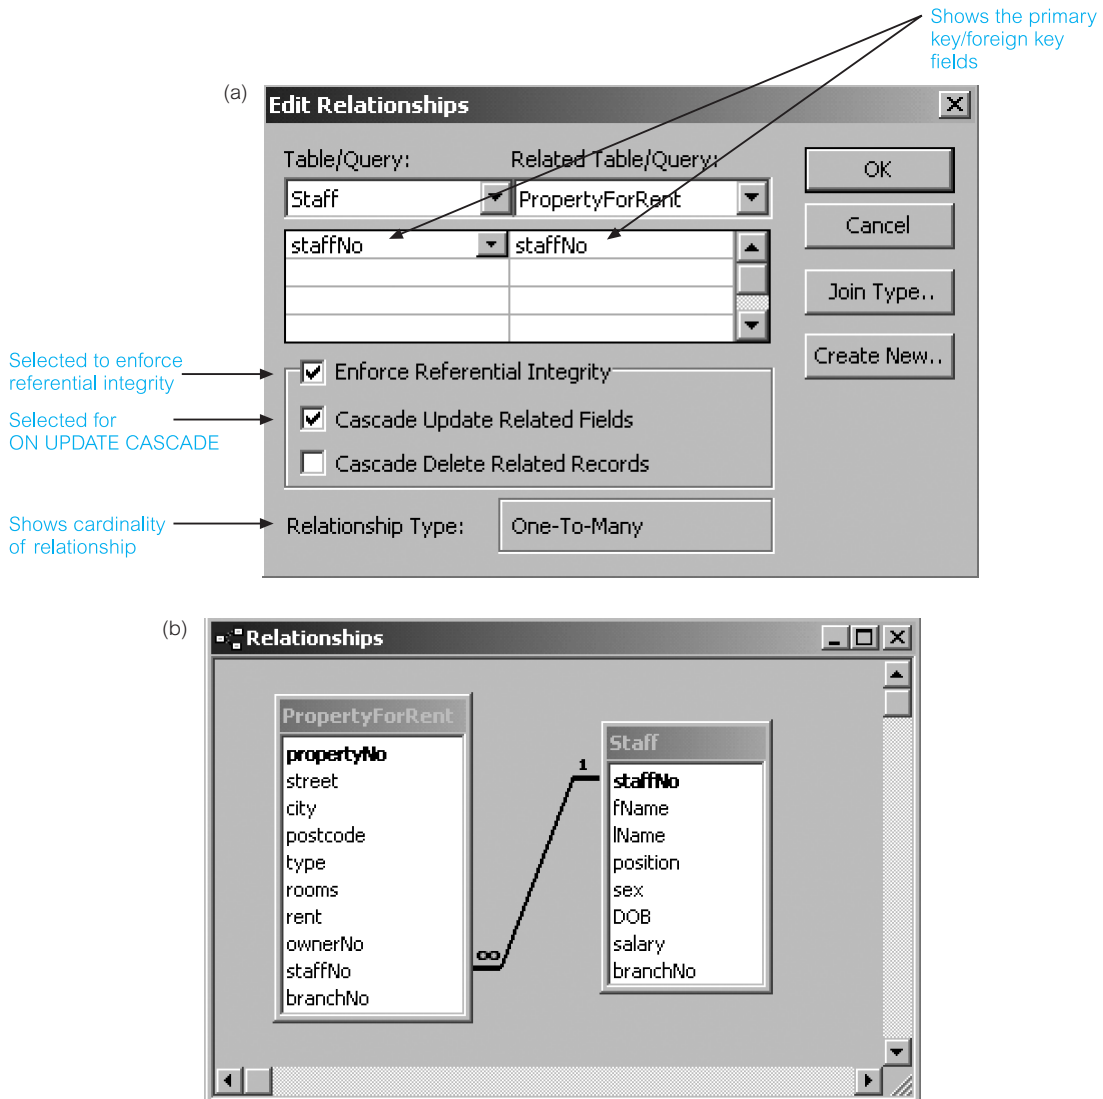 Shows the primary
key/foreign key
fields
(a)
Edit Relationships
Table/Query:
Related Table/Query:
OK
Staff
PropertyForRent
Cancel
staffNo
staffNo
Join Type..
Create New..
Selected to enforce
referential integrity
Enforce Referential Integrity
Selected for
ON UPDATE CASCADE
Cascade Update Related Fields
Cascade Delete Related Records
Shows cardinality
of relationship
Relationship Type:
One-To-Many
(b)
Relationships
PropertyForRent
propertyNo
street
city
postcode
type
rooms
rent
ownerNo
staffNo
branchNo
∞
1
Staff
staffNo
fName
lName
position
sex
DOB
salary
branchNo